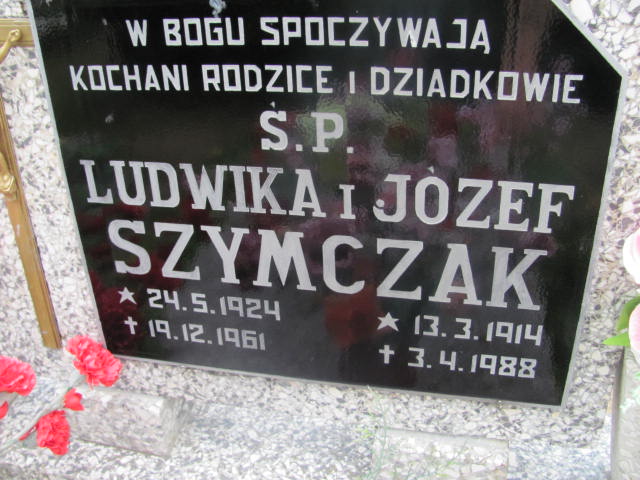 W BOGU SPOCZYWAJĄ
KOCHANI RODZICE I DZIADKOWIE
Ś.P.
LUDWIKA I JÓZEF
SZYMCZAK
★ 24.5.1924
✝ 19.12.1961
★ 13.3.1914
✝ 3.4.1988